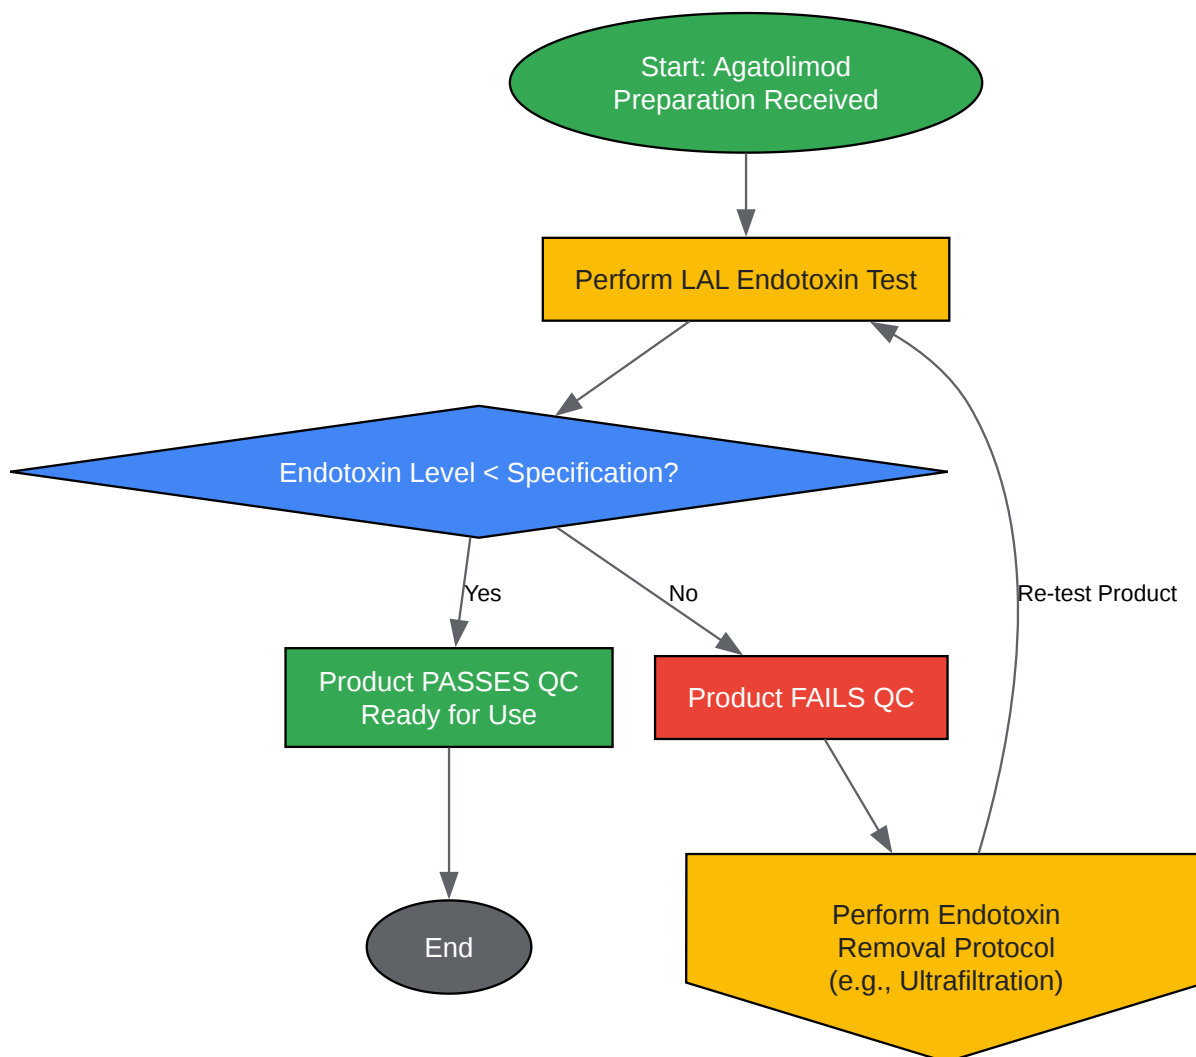 Start: Agatolimod
Preparation Received
Perform LAL Endotoxin Test
Endotoxin Level < Specification?
Yes
No
Re-test Product
Product PASSES QC
Ready for Use
Product FAILS QC
End
Perform Endotoxin
Removal Protocol
(e.g., Ultrafiltration)